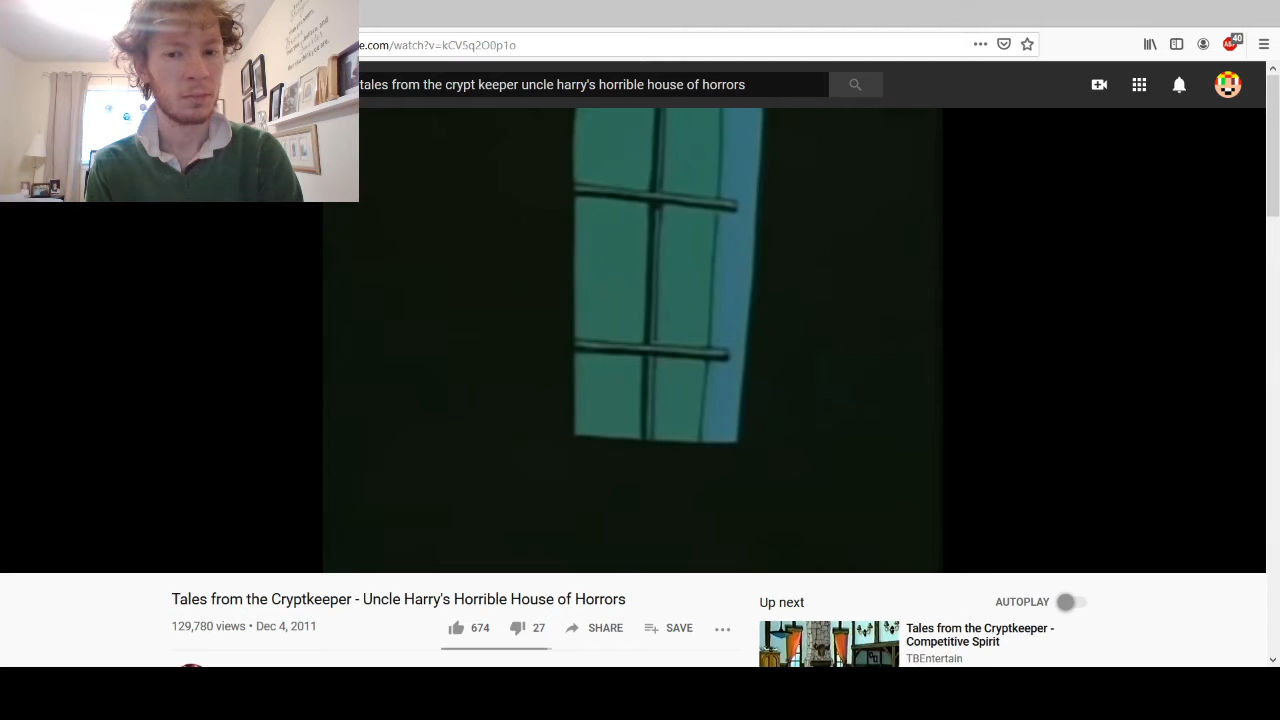 e.com/watch?v=kCV5q2O0p1o
40
tales from the crypt keeper uncle harry's horrible house of horrors
Tales from the Cryptkeeper - Uncle Harry's Horrible House of Horrors
129,780 views • Dec 4, 2011
674
27
SHARE
SAVE
Up next
AUTOPLAY
Tales from the Cryptkeeper -
Competitive Spirit
TBEntertain